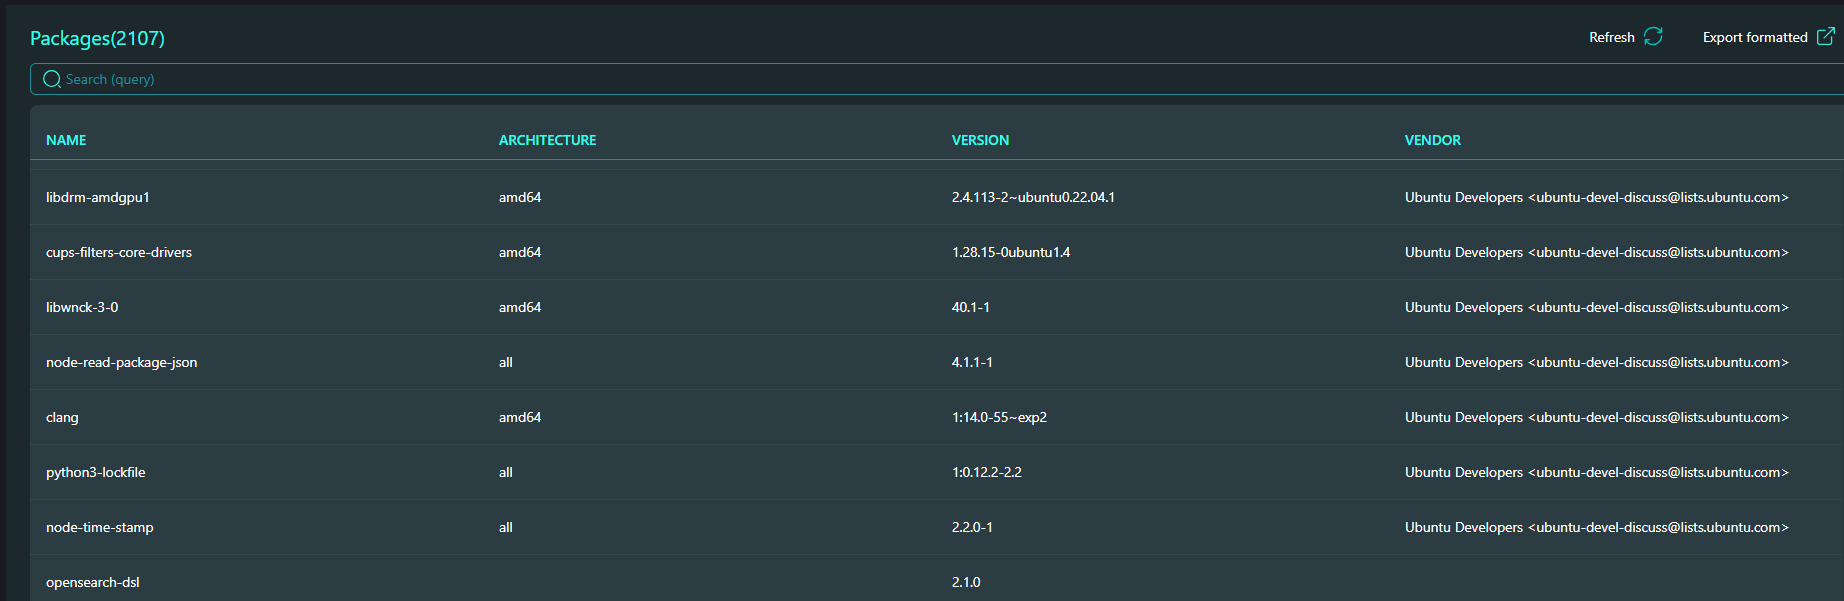 Packages(2107)
Refresh
Export formatted
Search (query)
NAME ARCHITECTURE VERSION VENDOR
libdrm-amdgpu1 amd64 2.4.113-2~ubuntu0.22.04.1 Ubuntu Developers <ubuntu-devel-discuss@lists.ubuntu.com>
cups-filters-core-drivers amd64 1.28.15-0ubuntu1.4 Ubuntu Developers <ubuntu-devel-discuss@lists.ubuntu.com>
libwnck-3-0 amd64 40.1-1 Ubuntu Developers <ubuntu-devel-discuss@lists.ubuntu.com>
node-read-package-json all 4.1.1-1 Ubuntu Developers <ubuntu-devel-discuss@lists.ubuntu.com>
clang amd64 1:14.0-55~exp2 Ubuntu Developers <ubuntu-devel-discuss@lists.ubuntu.com>
python3-lockfile all 1:0.12.2-2.2 Ubuntu Developers <ubuntu-devel-discuss@lists.ubuntu.com>
node-time-stamp all 2.2.0-1 Ubuntu Developers <ubuntu-devel-discuss@lists.ubuntu.com>
opensearch-dsl 2.1.0